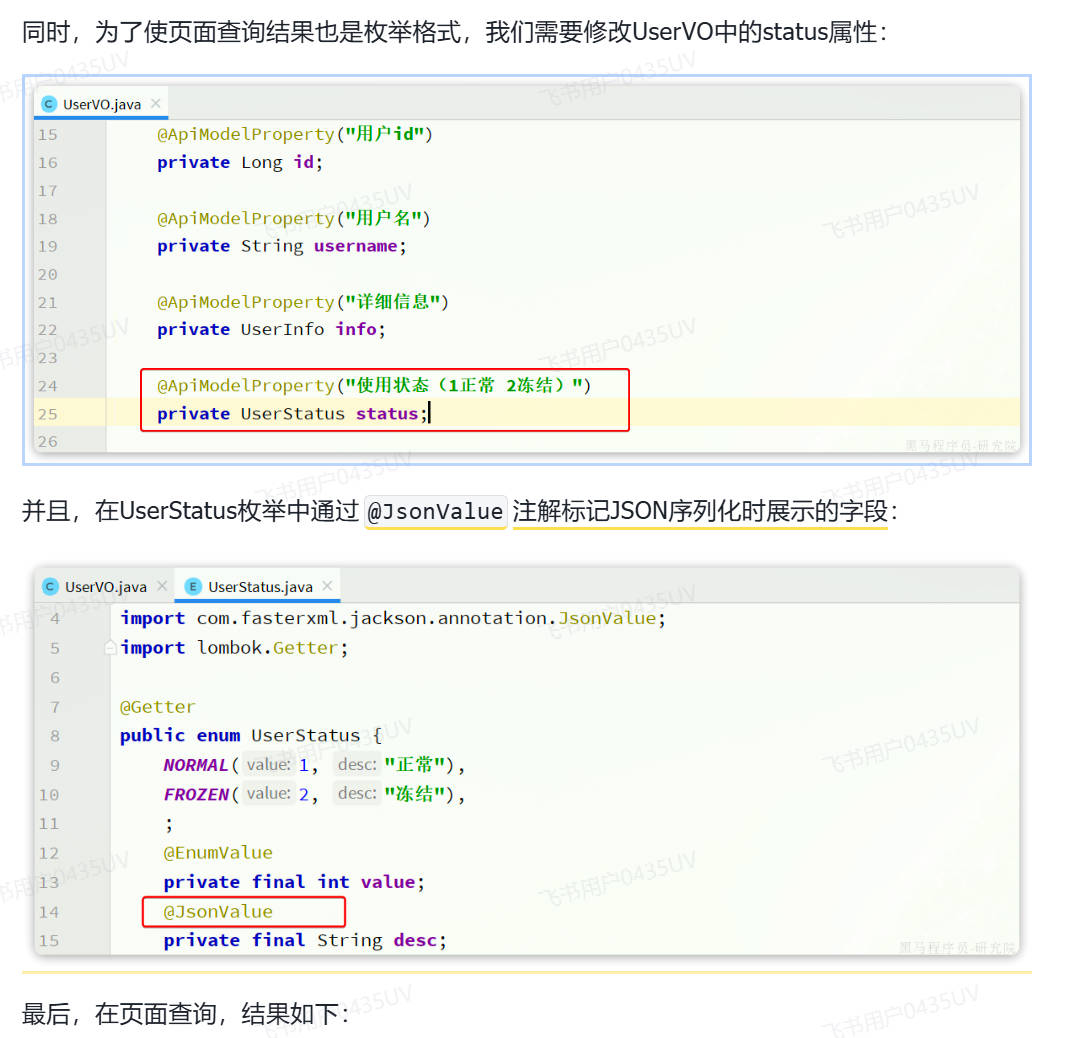 同时，为了使页面查询结果也是枚举格式，我们需要修改UserVO中的status属：
UserVO.java
15 @ApiModelProperty("用户id")
16 private Long id;
17
18 @ApiModelProperty("用户名")
19 private String username;
20
21 @ApiModelProperty("详细信息")
22 private UserInfo info;
23
24 @ApiModelProperty("使用状态（1正常 2冻结）")
25 private UserStatus status;
26
黑马程序员-研究院
并且，在UserStatus枚举中通过 @JsonValue 注解标记JSON序列化时展示的字段：
UserVO.java UserStatus.java
4 import com.fasterxml.jackson.annotation.JsonValue;
5 import lombok.Getter;
6
7 @Getter
8 public enum UserStatus {
9 NORMAL( value: 1, desc: "正常"),
10 FROZEN( value: 2, desc: "冻结"),
11 ;
12 @EnumValue
13 private final int value;
14 @JsonValue
15 private final String desc;
黑马程序员-研究院
最后，在页面查询，结果如下：
飞书用户0435UV